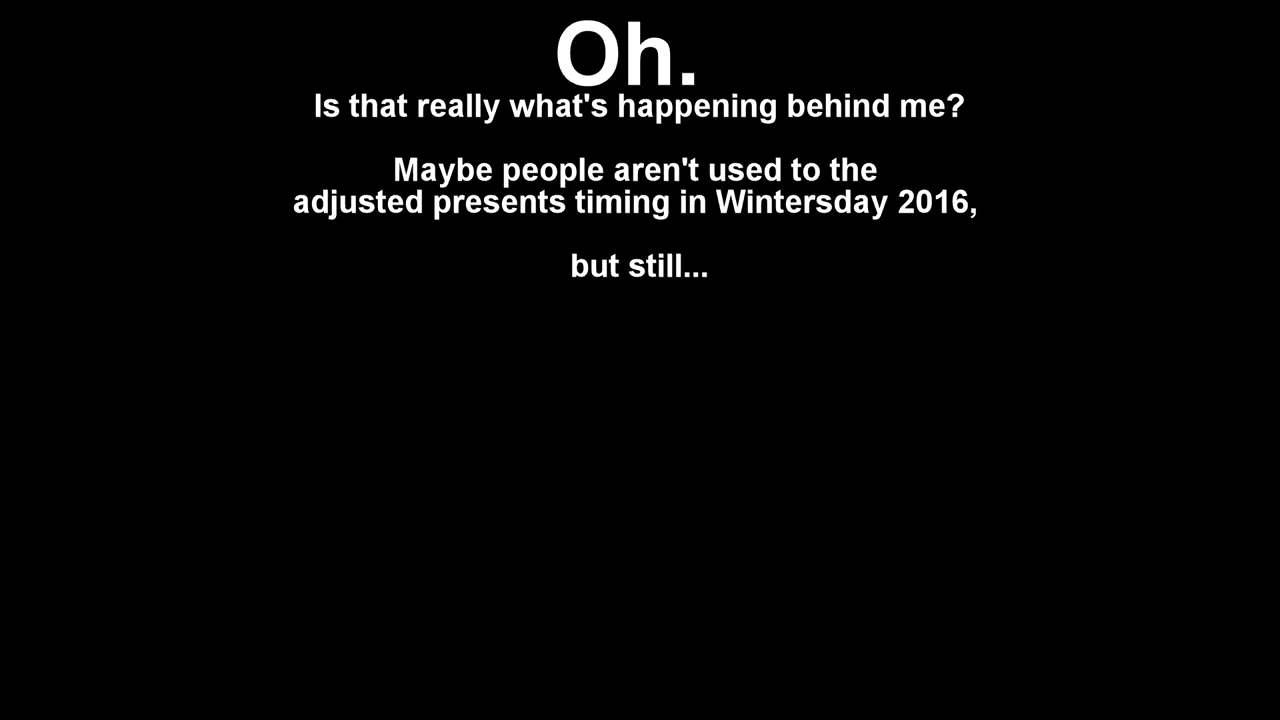 Oh.
Is that really what's happening behind me?
Maybe people aren't used to the
adjusted presents timing in Wintersday 2016,
but still...